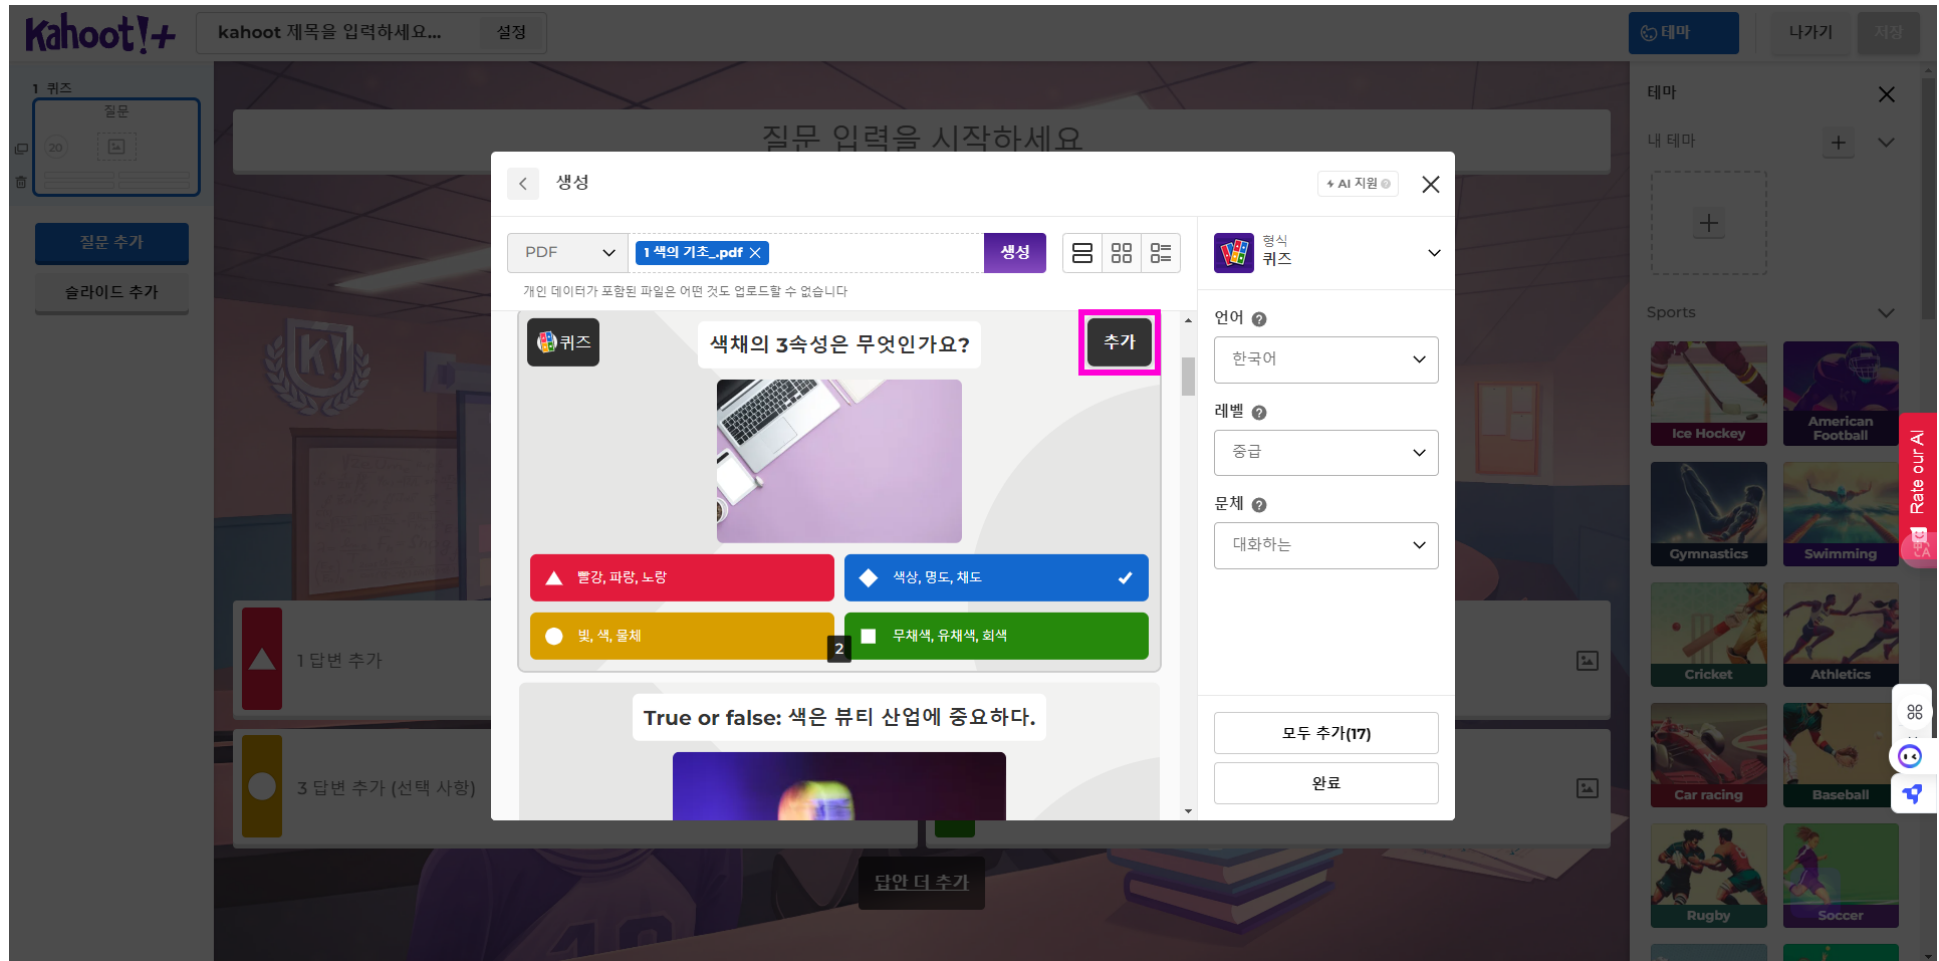 Kahoot!+
kahoot 제목을 입력하세요...
설정
테마
나가기
저장
1 퀴즈
질문
20
질문 추가
슬라이드 추가
질문 입력을 시작하세요
1 답변 추가
3 답변 추가 (선택 사항)
답안 더 추가
생성
AI 지원
PDF
1 색의 기초_.pdf
생성
개인 데이터가 포함된 파일은 어떤 것도 업로드할 수 없습니다
퀴즈
색채의 3속성은 무엇인가요?
추가
빨강, 파랑, 노랑
색상, 명도, 채도
빛, 색, 물체
무채색, 유채색, 회색
2
True or false: 색은 뷰티 산업에 중요하다.
형식
퀴즈
언어
한국어
레벨
중급
문체
대화하는
모두 추가(17)
완료
테마
내 테마
Sports
Ice Hockey
American
Football
Gymnastics
Swimming
Cricket
Athletics
Car racing
Baseball
Rugby
Soccer
Rate our AI